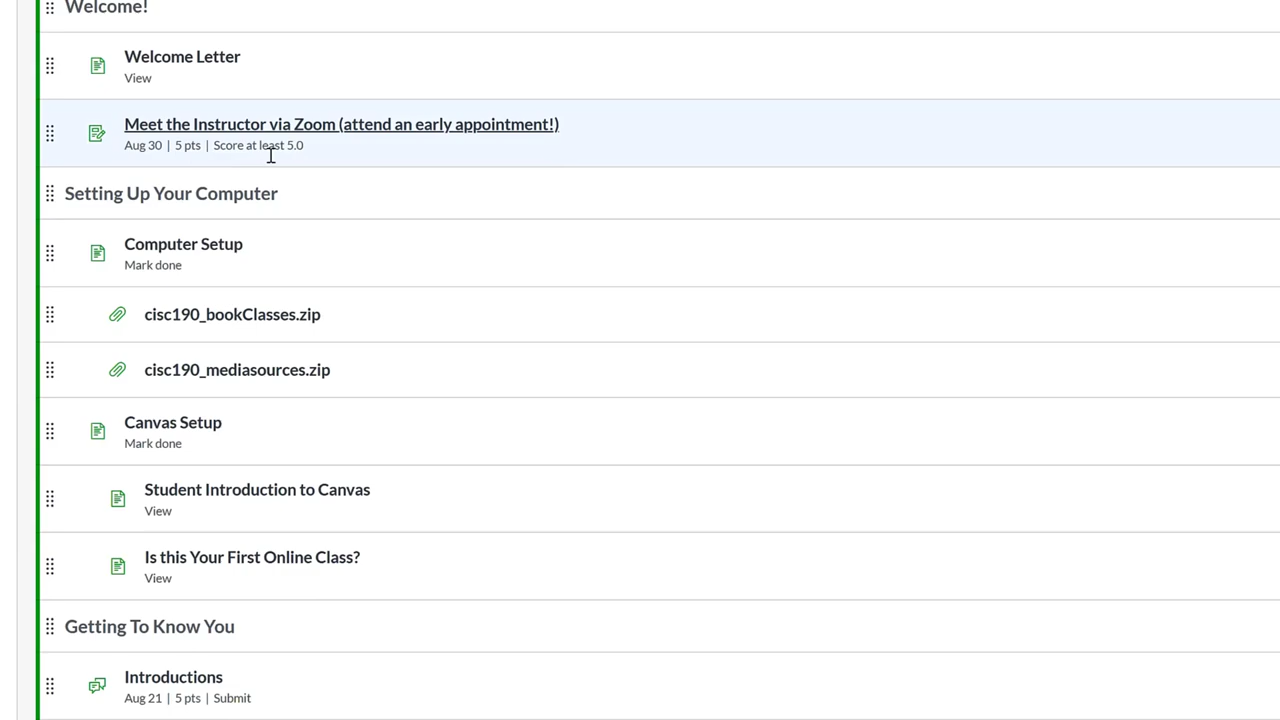 Welcome!
Welcome Letter
View
Meet the Instructor via Zoom (attend an early appointment!)
Aug 30 | 5 pts | Score at least 5.0
Setting Up Your Computer
Computer Setup
Mark done
cisc190_bookClasses.zip
cisc190_mediasources.zip
Canvas Setup
Mark done
Student Introduction to Canvas
View
Is this Your First Online Class?
View
Getting To Know You
Introductions
Aug 21 | 5 pts | Submit